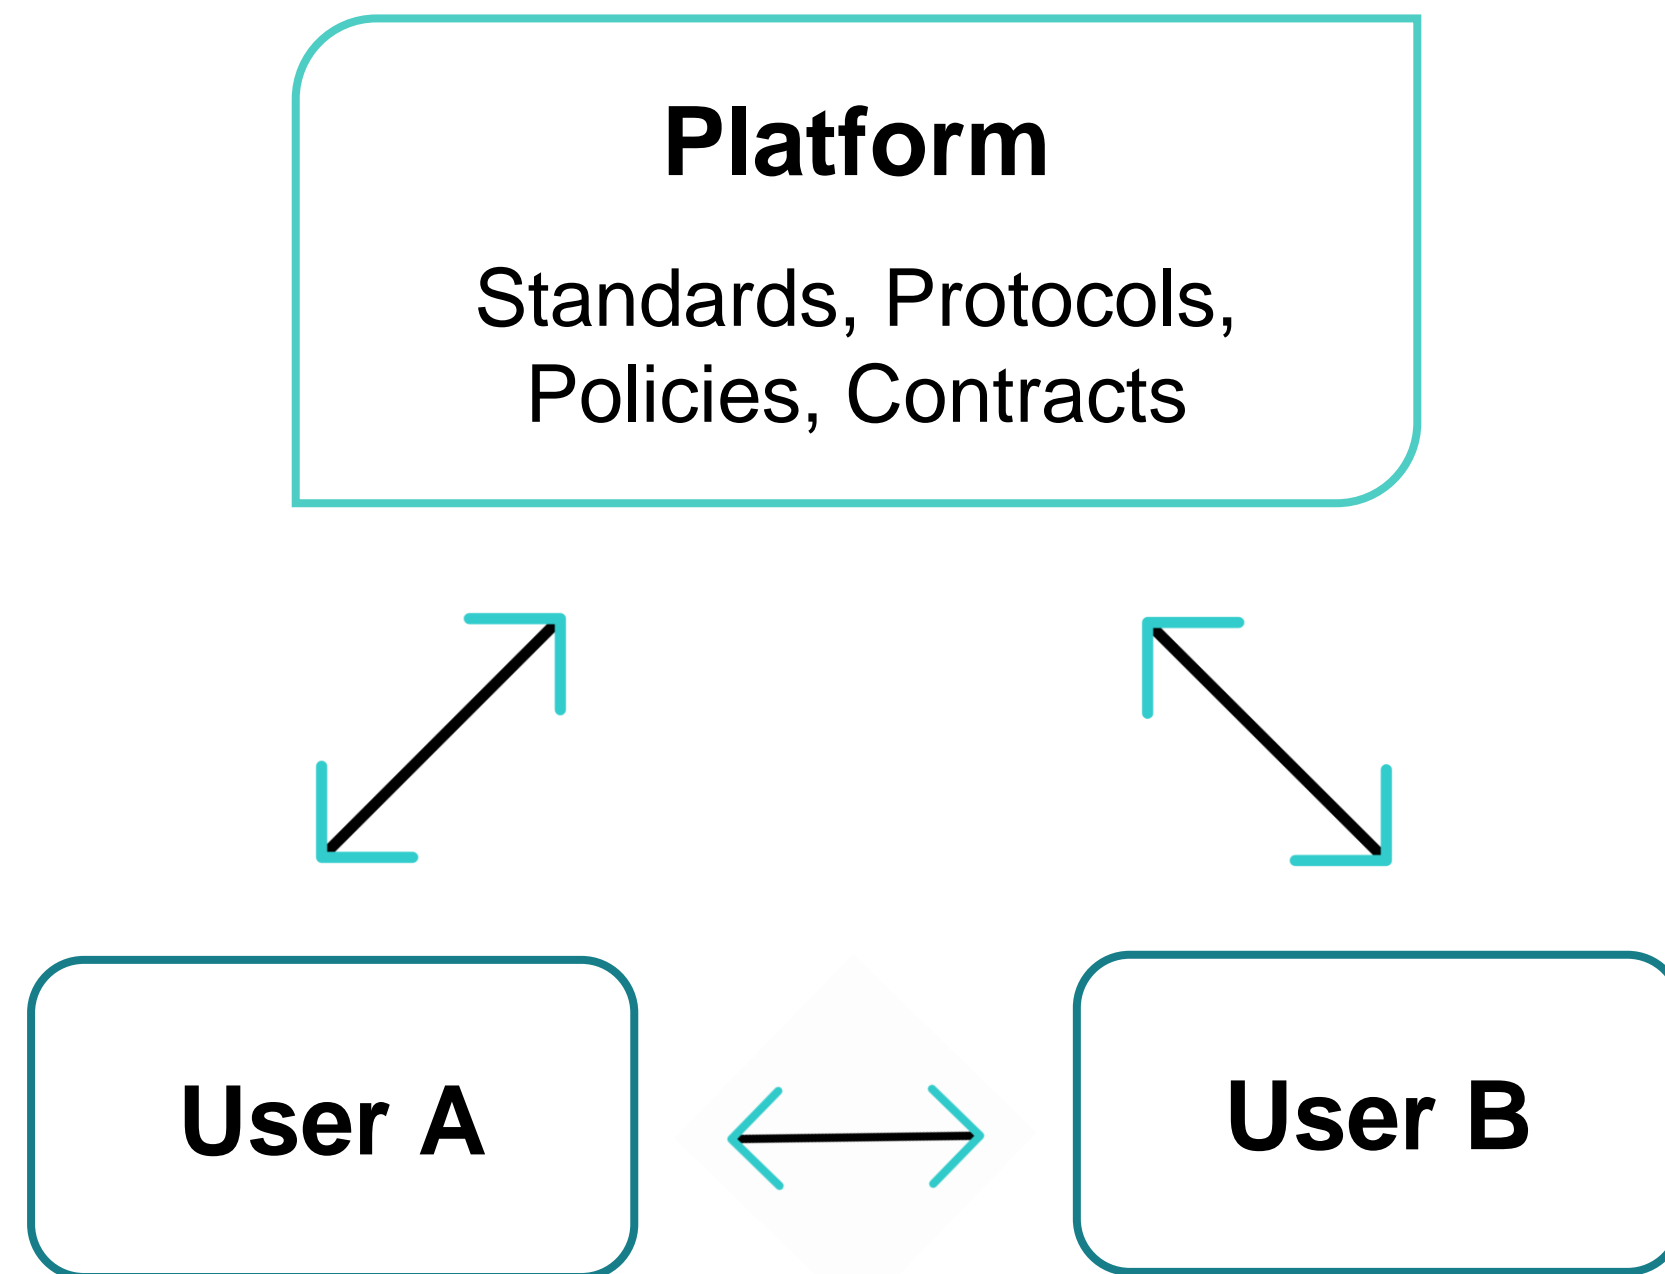 Platform
Standards, Protocols,
Policies, Contracts
User A
User B